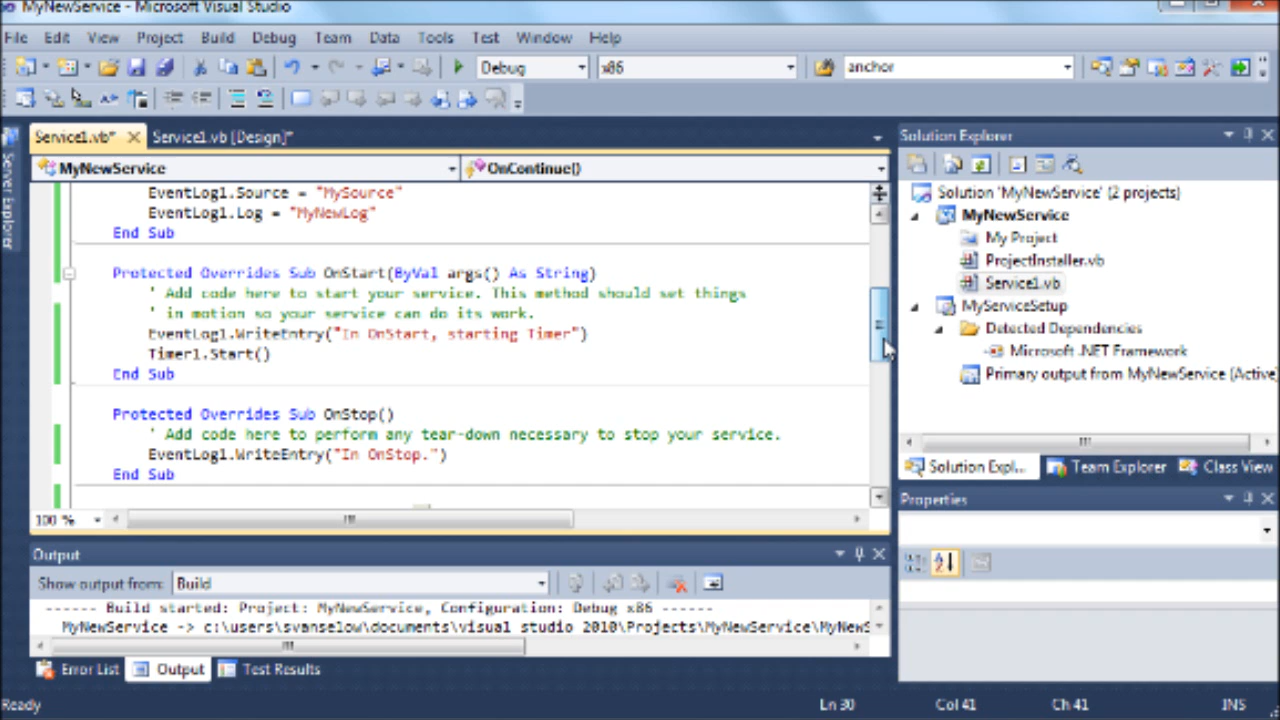 MyNewService - Microsoft Visual Studio
File Edit View Project Build Debug Team Data Tools Test Window Help
Debug x86 anchor
Service1.vb* Service1.vb [Design]*
MyNewService OnContinue()
EventLog1.Source = "MySource"
EventLog1.Log = "MyNewLog"
End Sub
Protected Overrides Sub OnStart(ByVal args() As String)
' Add code here to start your service. This method should set things
' in motion so your service can do its work.
EventLog1.WriteEntry("In OnStart, starting Timer")
Timer1.Start()
End Sub
Protected Overrides Sub OnStop()
' Add code here to perform any tear-down necessary to stop your service.
EventLog1.WriteEntry("In OnStop.")
End Sub
100 %
Server Explorer
Solution Explorer
Solution 'MyNewService' (2 projects)
MyNewService
My Project
ProjectInstaller.vb
Service1.vb
MyServiceSetup
Detected Dependencies
Microsoft .NET Framework
Primary output from MyNewService (Active
Solution Expl... Team Explorer Class View
Properties
Output
Show output from: Build
------ Build started: Project: MyNewService, Configuration: Debug x86 ------
MyNewService -> c:\users\svanselow\documents\visual studio 2010\Projects\MyNewService\MyNewS
Error List Output Test Results
Ready Ln 30 Col 41 Ch 41 INS